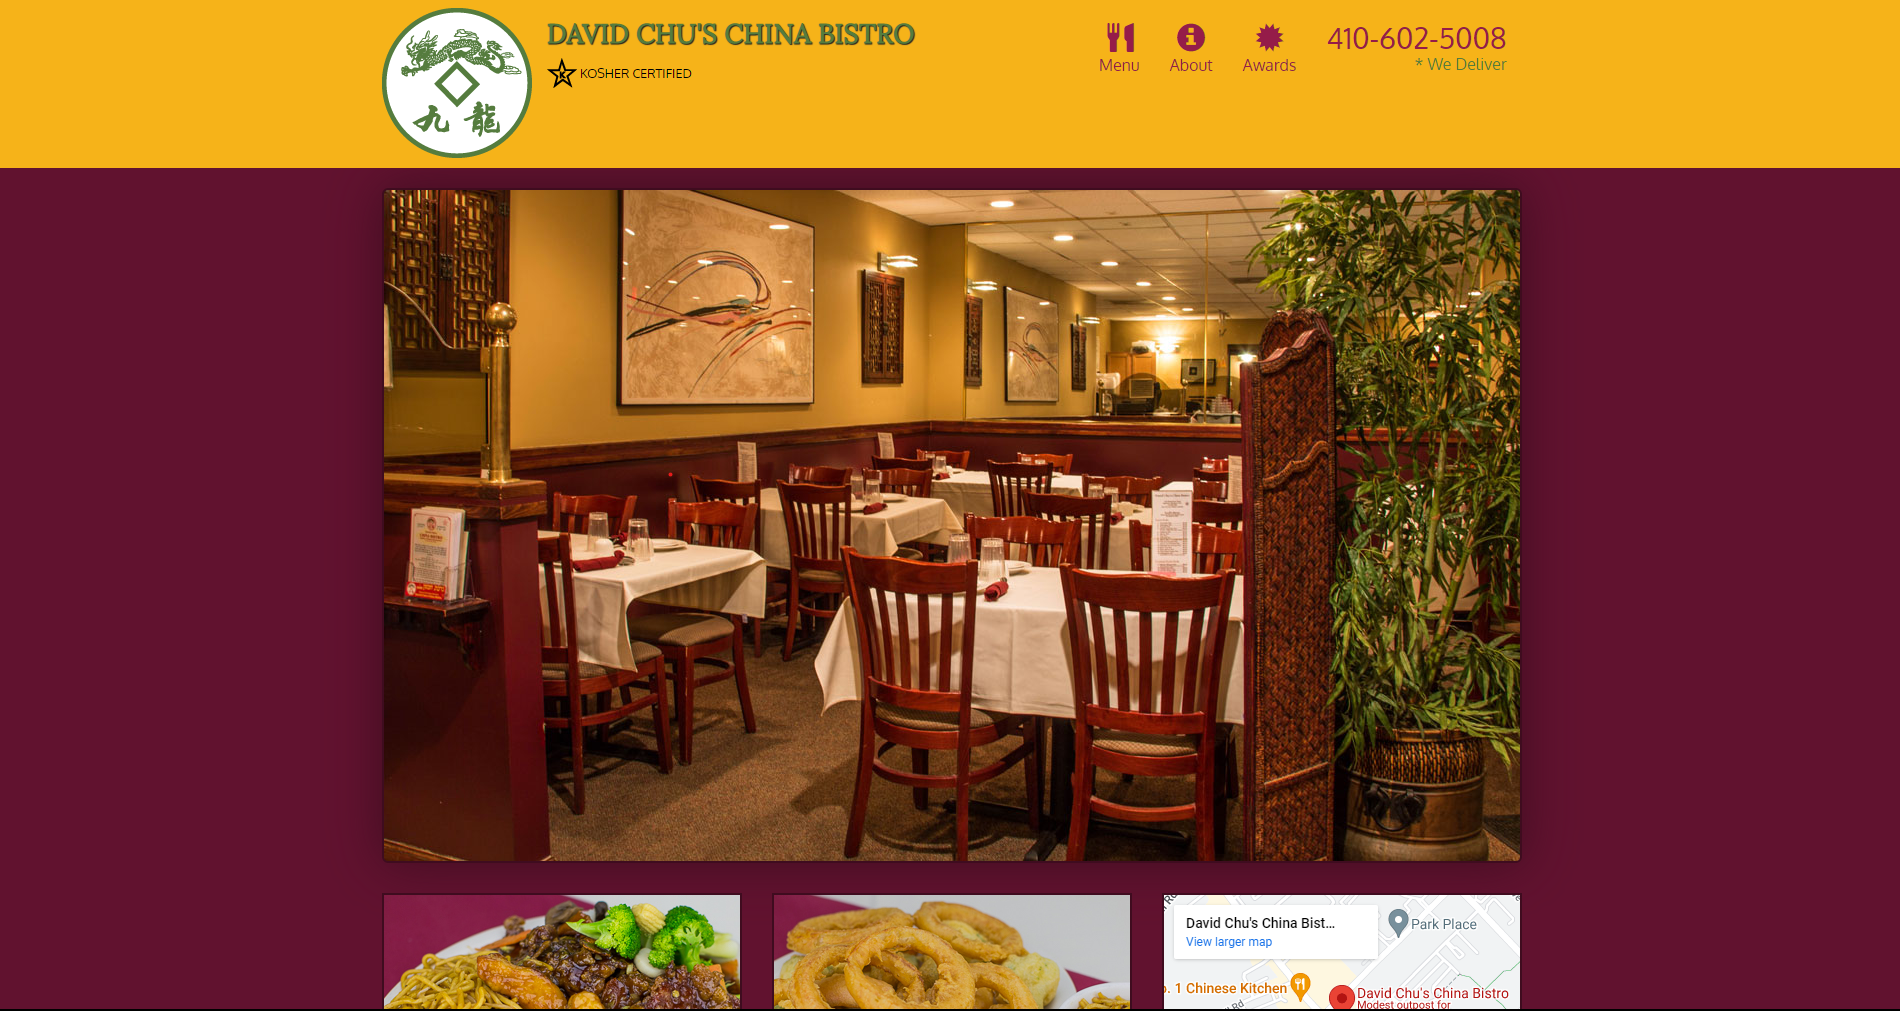 九 龍
DAVID CHU'S CHINA BISTRO
K
KOSHER CERTIFIED
Menu
About
Awards
410-602-5008
* We Deliver
David Chu's China Bist...
View larger map
Park Place
. 1 Chinese Kitchen
Rd
David Chu's China Bistro
Modest outpost for